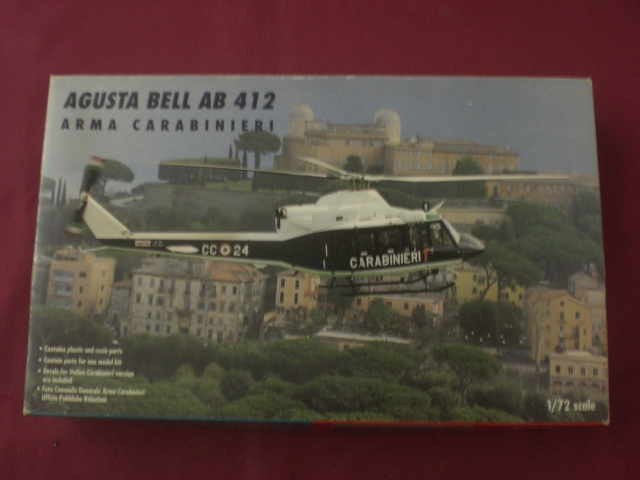 AGUSTA BELL AB 412
ARMA CARABINIERI
CC 24
CARABINIERI
• Contains plastic and resin parts
• Contain parts for one model kit
• Decals for Italian Carabinieri version
are included
• Foto Comando Generale Arma Carabinieri
Ufficio Pubbliche Relazioni
1/72 scale